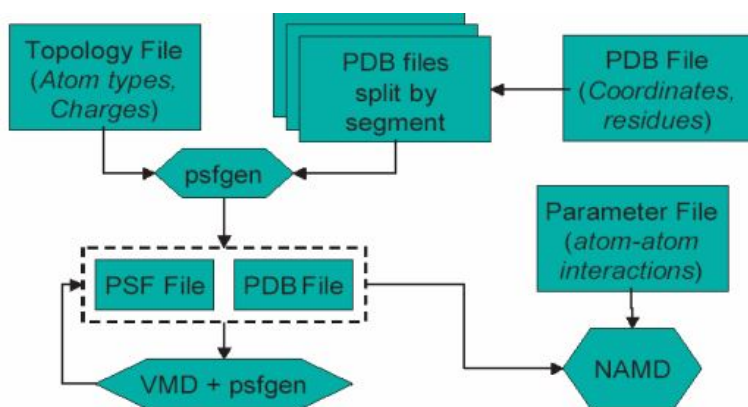 Topology File
(Atom types,
Charges)
PDB files
split by
segment
PDB File
(Coordinates,
residues)
psfgen
Parameter File
(atom-atom
interactions)
PSF File
PDB File
VMD + psfgen
NAMD